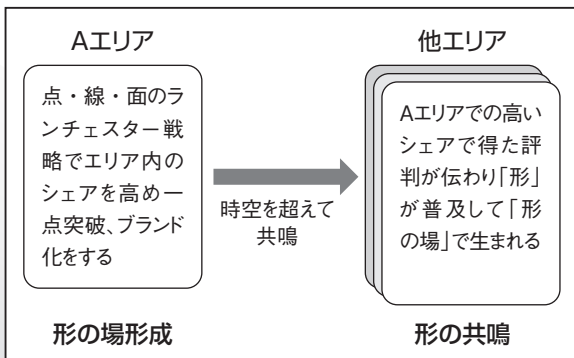 Aエリア
点・線・面のラ
ンチェスター戦
略でエリア内の
シェアを高め一
点突破、ブランド
化をする
形の場形成
時空を超えて
共鳴
他エリア
Aエリアでの高い
シェアで得た評
判が伝わり「形」
が普及して「形
の場」で生まれる
形の共鳴